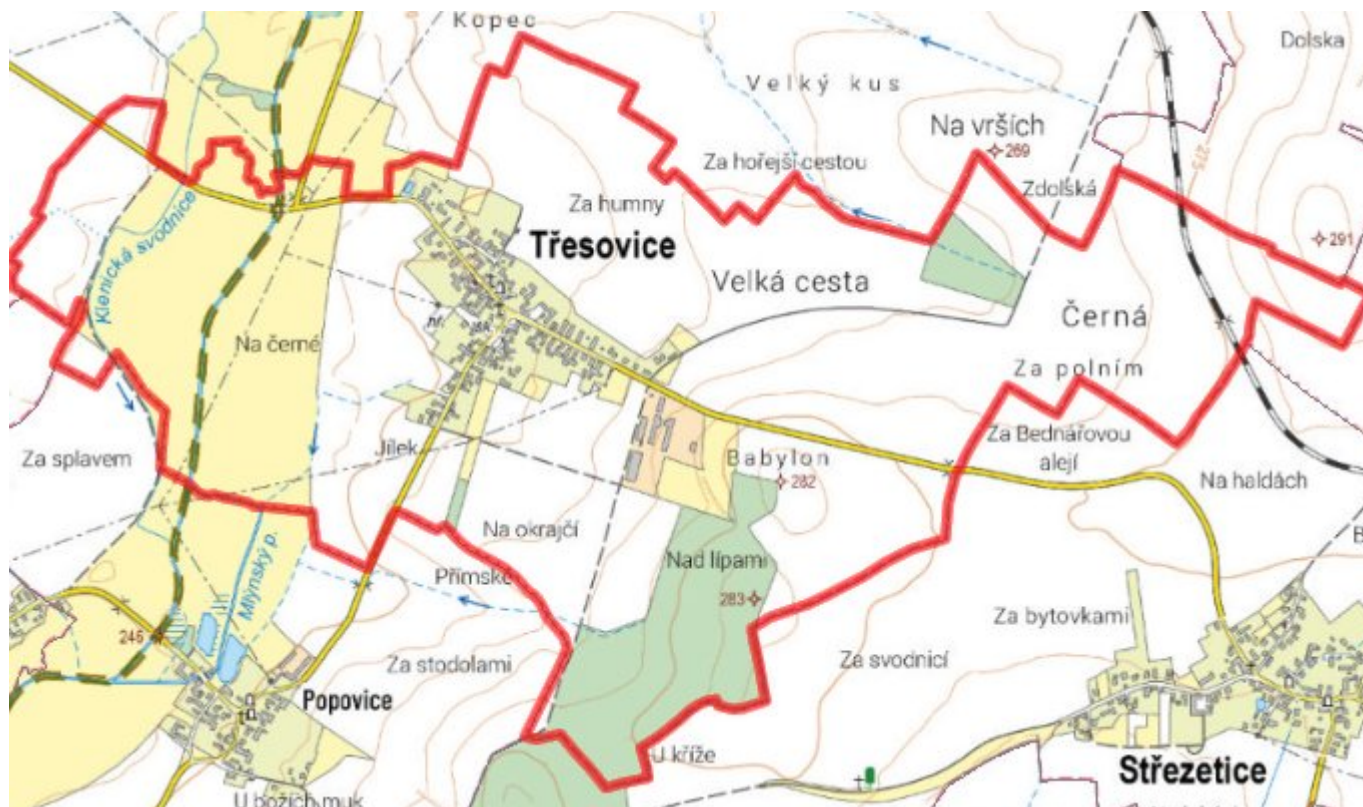 Kopec
Dolska
Velký kus
Na vrších
269
Za hořejší cestou
275
Zdolská
Klenická svodnice
Za humny
Třesovice
291
Velká cesta
Černá
Na černé
Za polním
Jílek
Za Bednářovou
alejí
Za splavem
Babylon
282
Na haldách
Na okrajčí
Mlýnský p.
Nad lípami
Přímské
283
Za bytovkami
246
Za stodolami
Za svodnicí
Popovice
U kříže
Střezetice
U božích muk